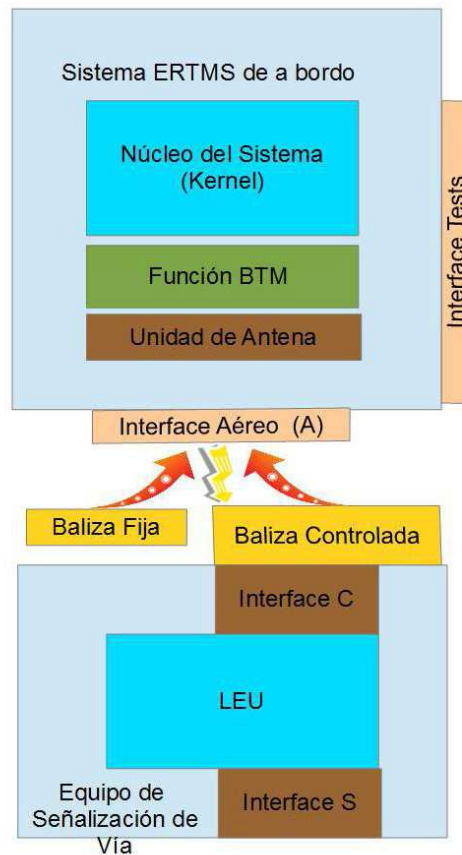 Sistema ERTMS de a bordo
Núcleo del Sistema
(Kernel)
Función BTM
Unidad de Antena
Interface Tests
Interface Aéreo (A)
Baliza Fija
Baliza Controlada
Interface C
LEU
Equipo de
Señalización de
Vía
Interface S